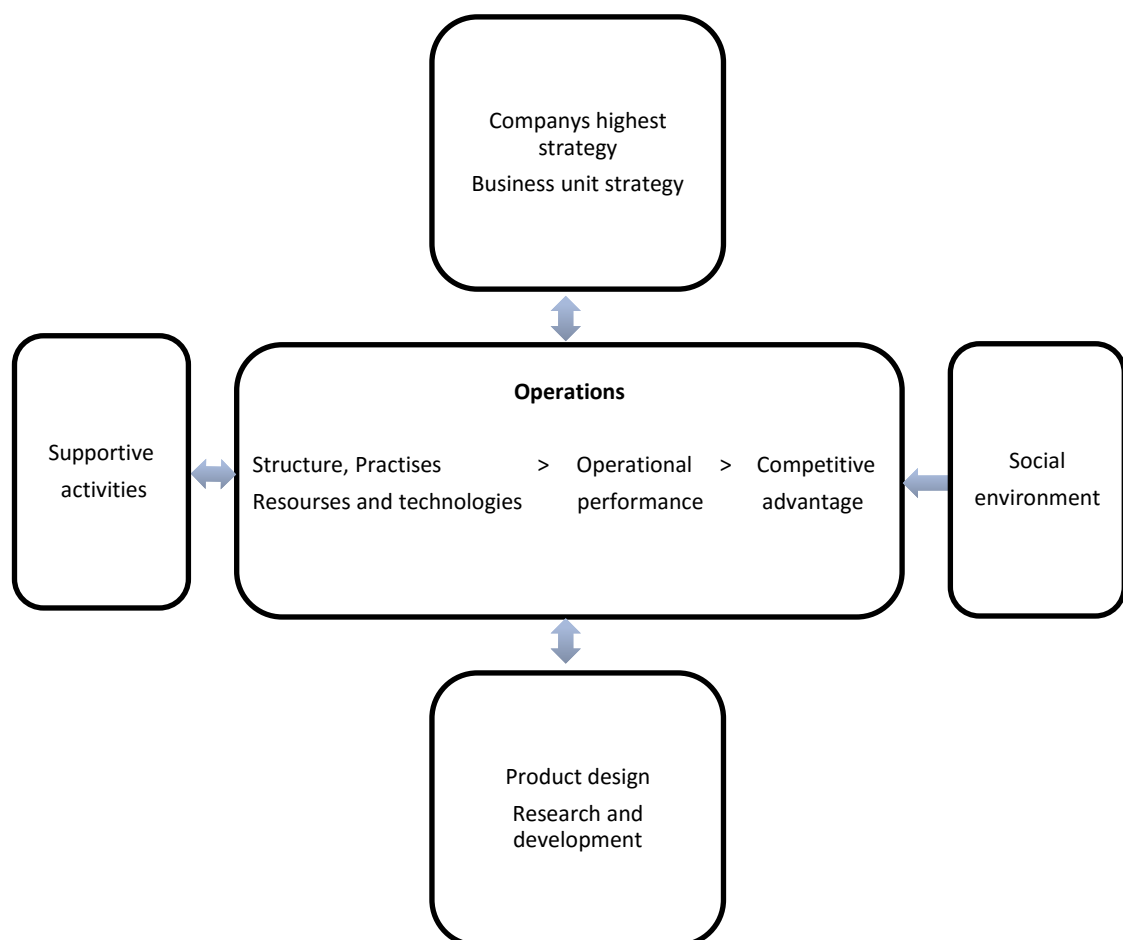 Companys highest
strategy
Business unit strategy
Operations
Supportive
activities
Structure, Practises > Operational > Competitive
Resourses and technologies performance advantage
Social
environment
Product design
Research and
development